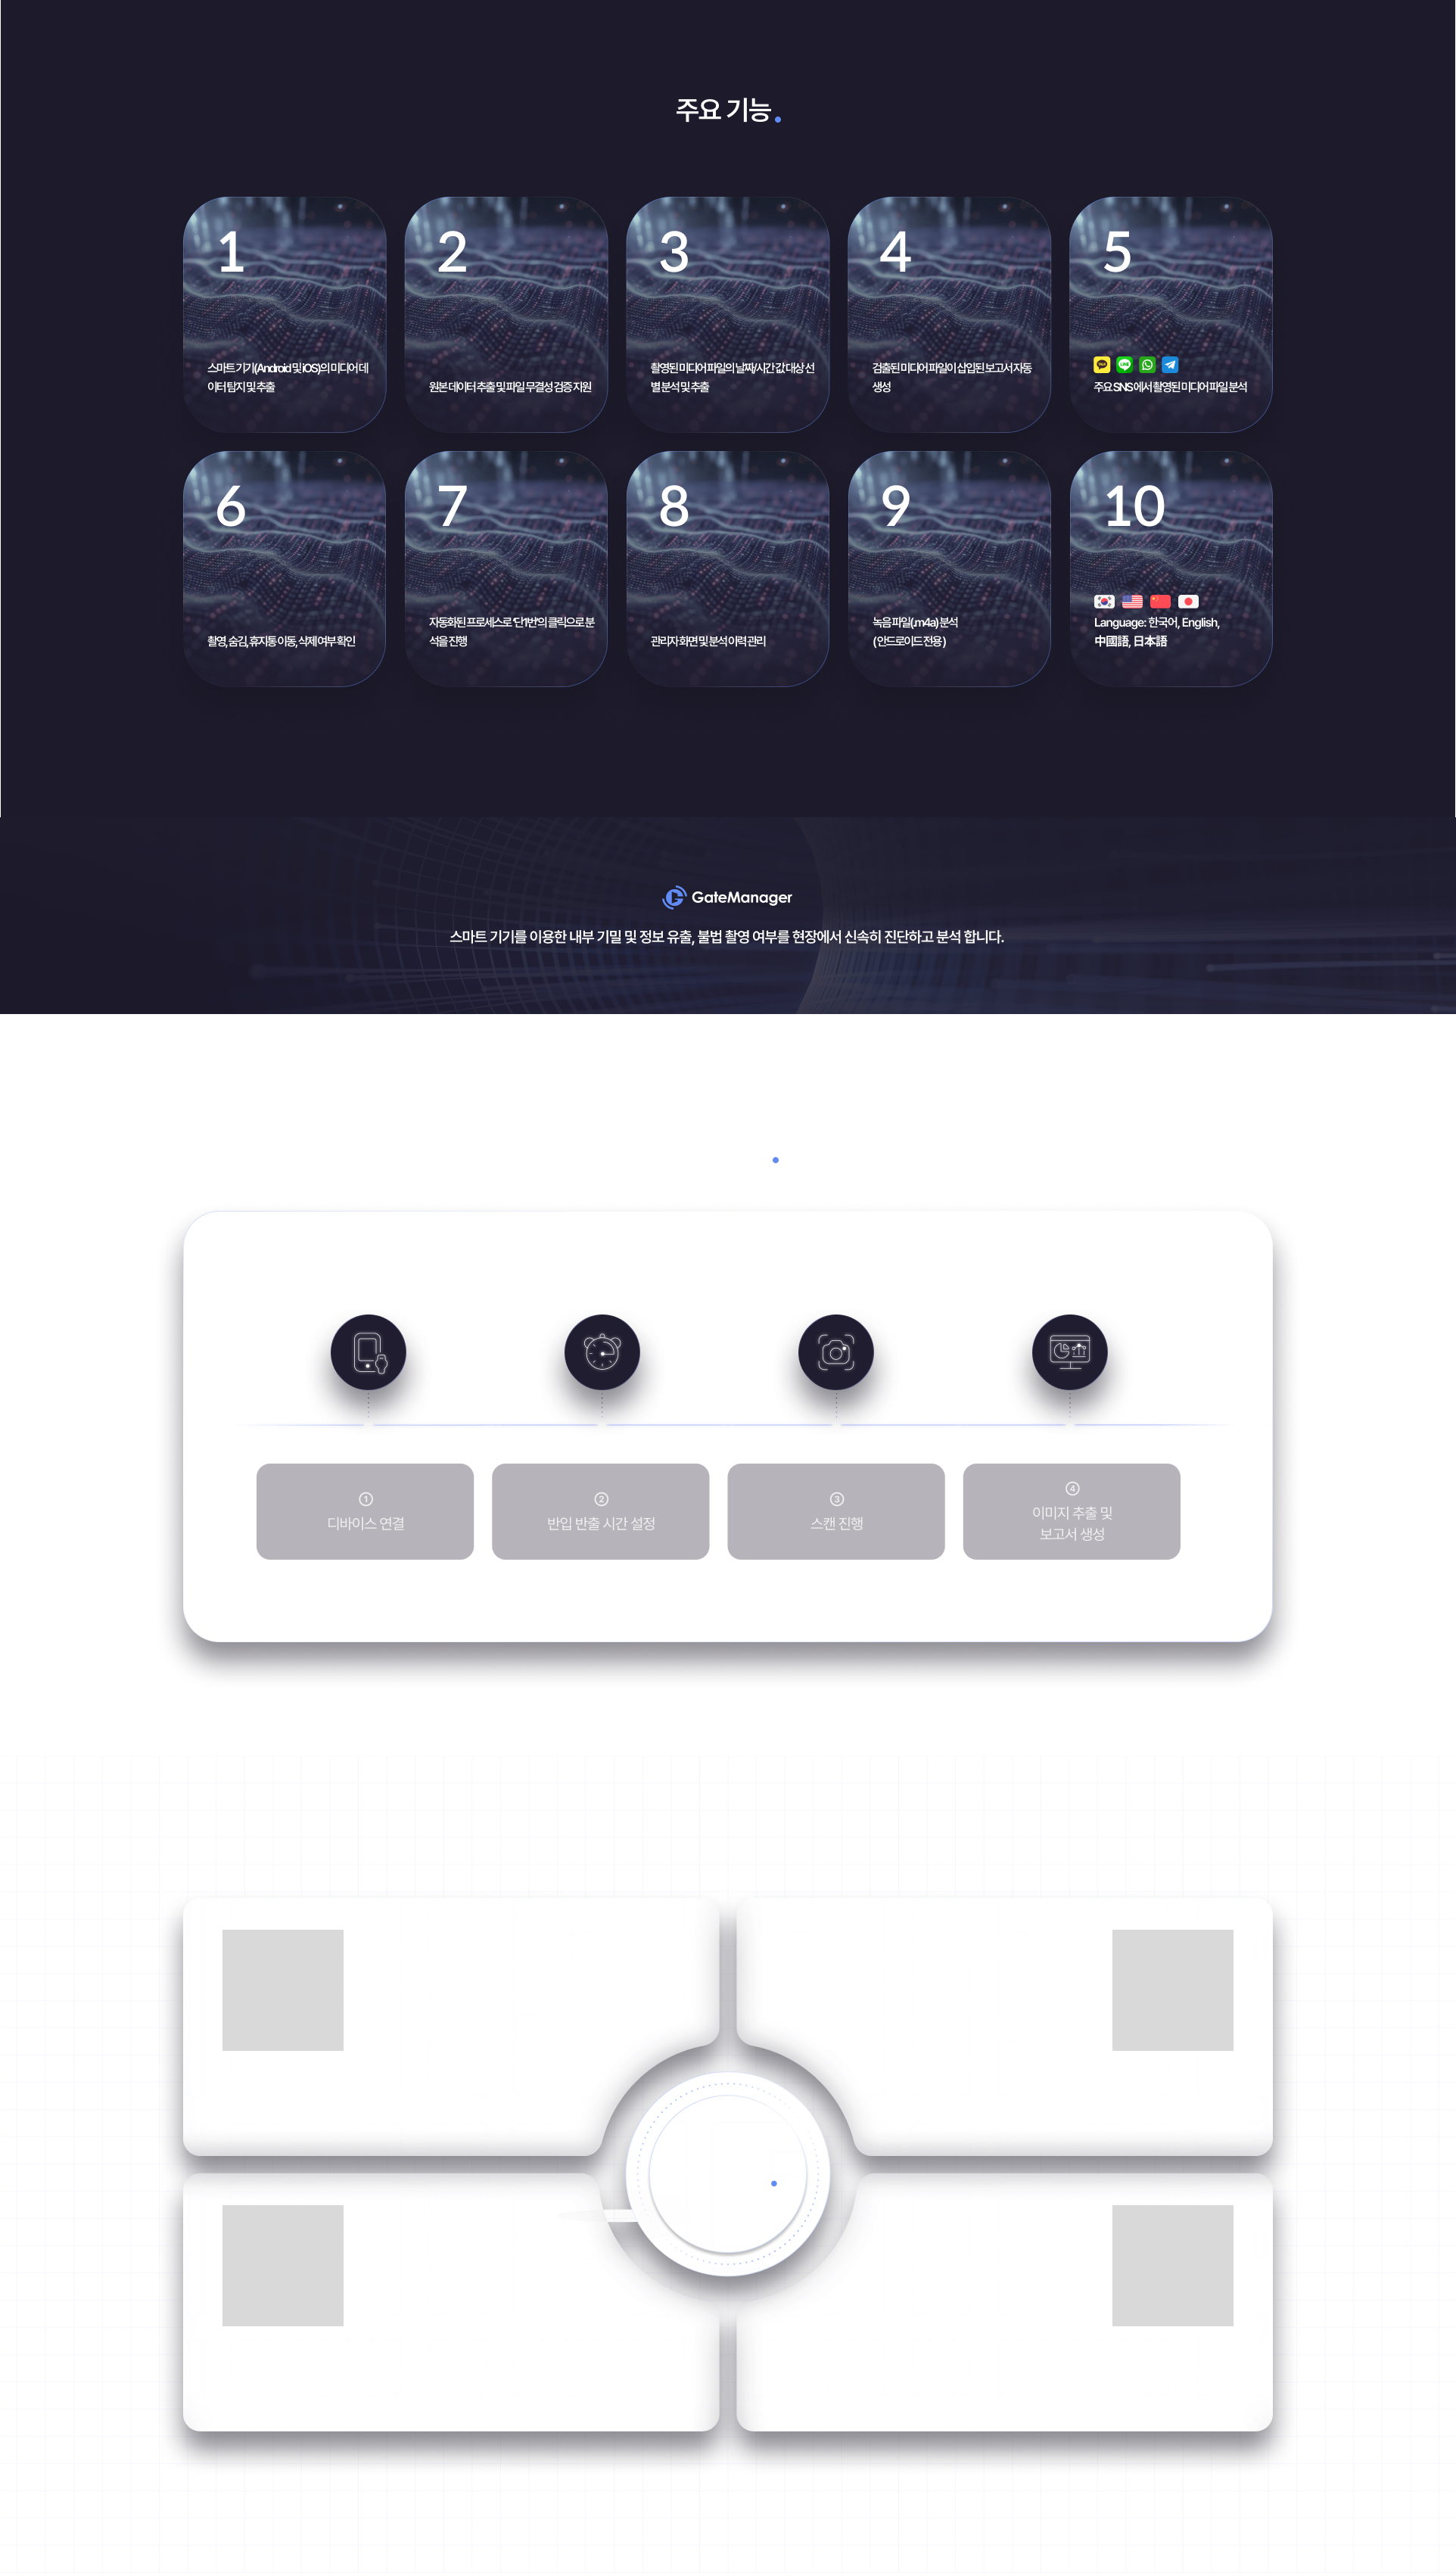 주요 기능.
1
스마트 기기(Android 및 iOS)의 미디어 데
이터 탐지 및 추출
2
원본 데이터 추출 및 파일 무결성 검증 지원
3
촬영된 미디어 파일의 날짜/시간 값 대상 선
별 분석 및 추출
4
검출된 미디어 파일이 삽입된 보고서 자동
생성
5
주요 SNS 에서 촬영된 미디어 파일 분석
6
촬영, 숨김, 휴지통 이동, 삭제 여부 확인
7
자동화된 프로세스로 '단 1번'의 클릭으로 분
석을 진행
8
관리자 화면 및 분석 이력 관리
9
녹음 파일(.m4a) 분석
(안드로이드 전용)
10
Language: 한국어, English,
中國語, 日本語
GateManager
스마트 기기를 이용한 내부 기밀 및 정보 유출, 불법 촬영 여부를 현장에서 신속히 진단하고 분석 합니다.
①
디바이스 연결
②
반입 반출 시간 설정
③
스캔 진행
④
이미지 추출 및
보고서 생성